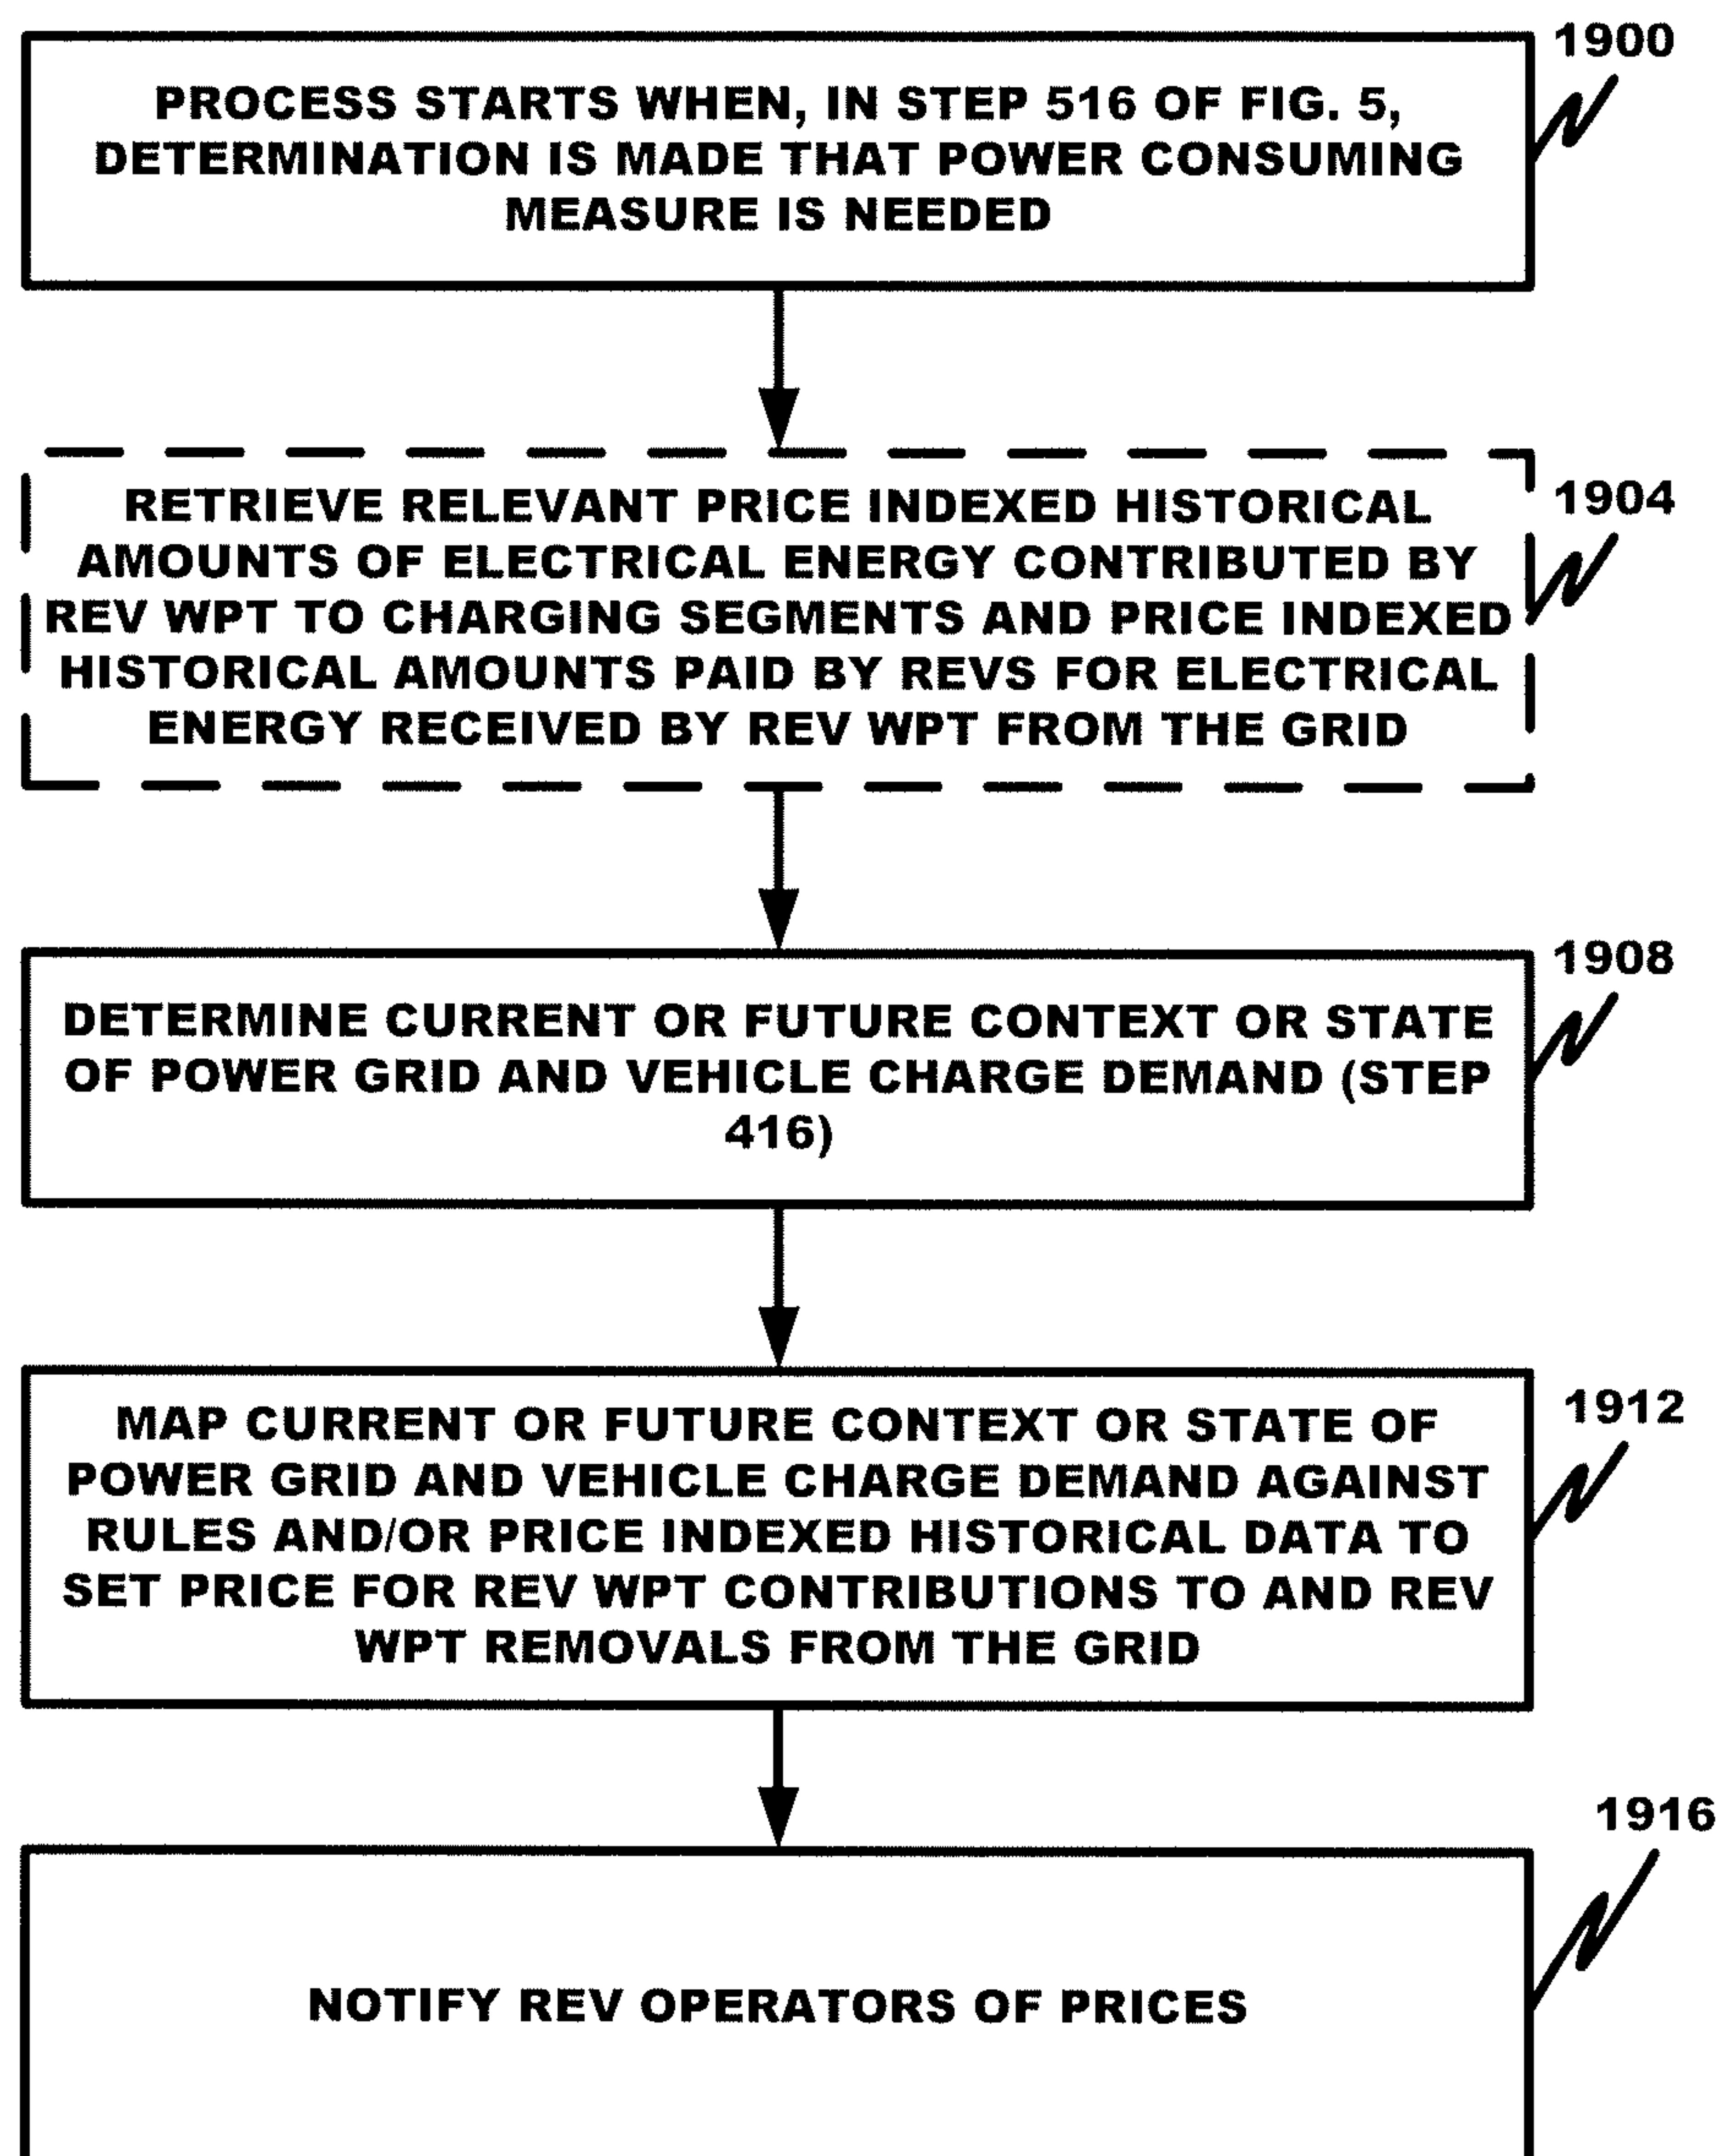 1900
PROCESS STARTS WHEN, IN STEP 516 OF FIG. 5,
DETERMINATION IS MADE THAT POWER CONSUMING
MEASURE IS NEEDED
1904
RETRIEVE RELEVANT PRICE INDEXED HISTORICAL
AMOUNTS OF ELECTRICAL ENERGY CONTRIBUTED BY
REV WPT TO CHARGING SEGMENTS AND PRICE INDEXED
HISTORICAL AMOUNTS PAID BY REVS FOR ELECTRICAL
ENERGY RECEIVED BY REV WPT FROM THE GRID
1908
DETERMINE CURRENT OR FUTURE CONTEXT OR STATE
OF POWER GRID AND VEHICLE CHARGE DEMAND (STEP
416)
1912
MAP CURRENT OR FUTURE CONTEXT OR STATE OF
POWER GRID AND VEHICLE CHARGE DEMAND AGAINST
RULES AND/OR PRICE INDEXED HISTORICAL DATA TO
SET PRICE FOR REV WPT CONTRIBUTIONS TO AND REV
WPT REMOVALS FROM THE GRID
1916
NOTIFY REV OPERATORS OF PRICES